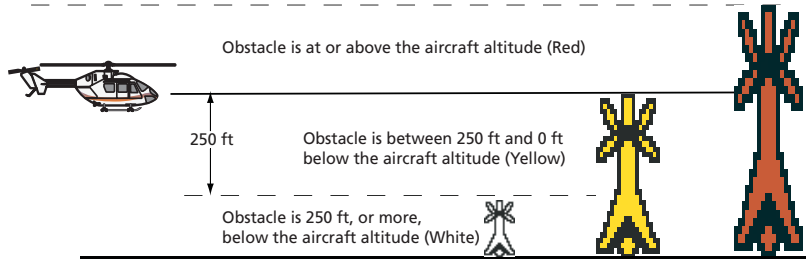 Obstacle is at or above the aircraft altitude (Red)
250 ft
Obstacle is between 250 ft and 0 ft
below the aircraft altitude (Yellow)
Obstacle is 250 ft, or more,
below the aircraft altitude (White)